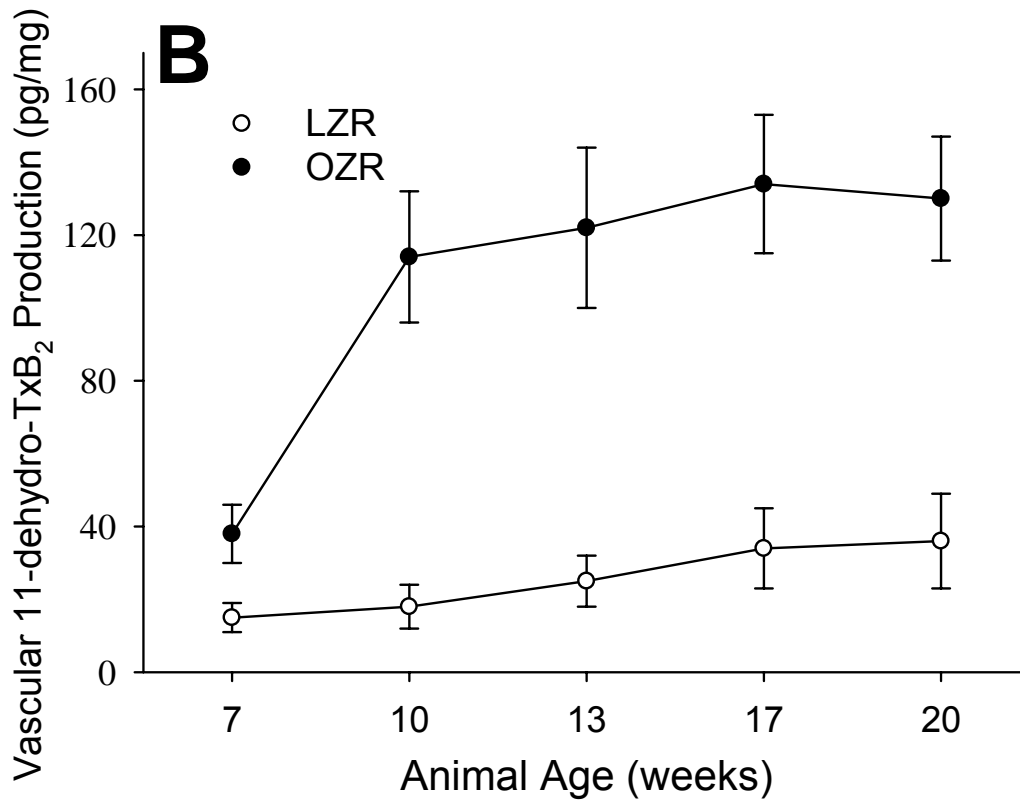 B
Vascular 11-dehydro-TxB₂ Production (pg/mg)
LZR
OZR
160
120
80
40
0
7 10 13 17 20
Animal Age (weeks)